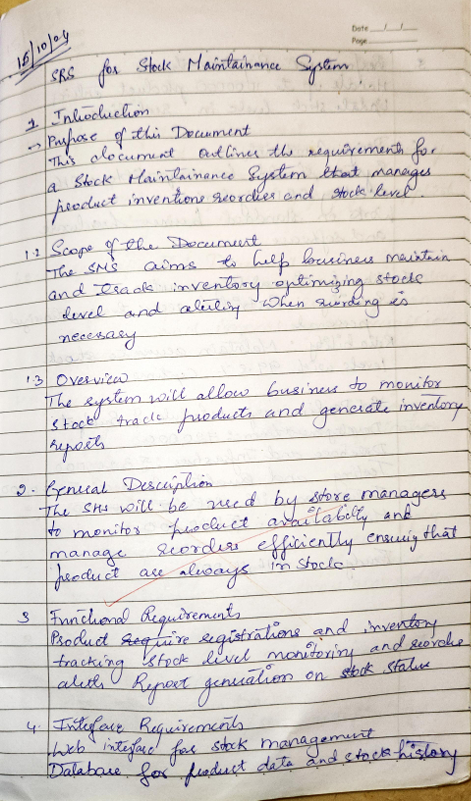 Date / /
Page
15/10/24
SRS for Stock Maintainance System
1. Introduction
→ Purpose of this Document
This document outlines the requirements for
a Stock Maintainance System that manages
product inventions reorders and stock level
1.2 Scope of the Document
The SMS aims to help business maintain
and track inventory optimizing stock
level and when is
necessary
1.3 Overview
The system will allow business to monitor
stock track products and generate inventory
reports
2. General Description
The SMS will be used by store managers
to monitor product availability and
manage reorders efficiently ensuring that
product are always in stock.
3 Functional Requirements
Product registrations and inventory
tracking stock level monitoring and reorder
alerts Report generation on stock status
4. Interface Requirements
Web interface for stock management
Database for product data and stock history